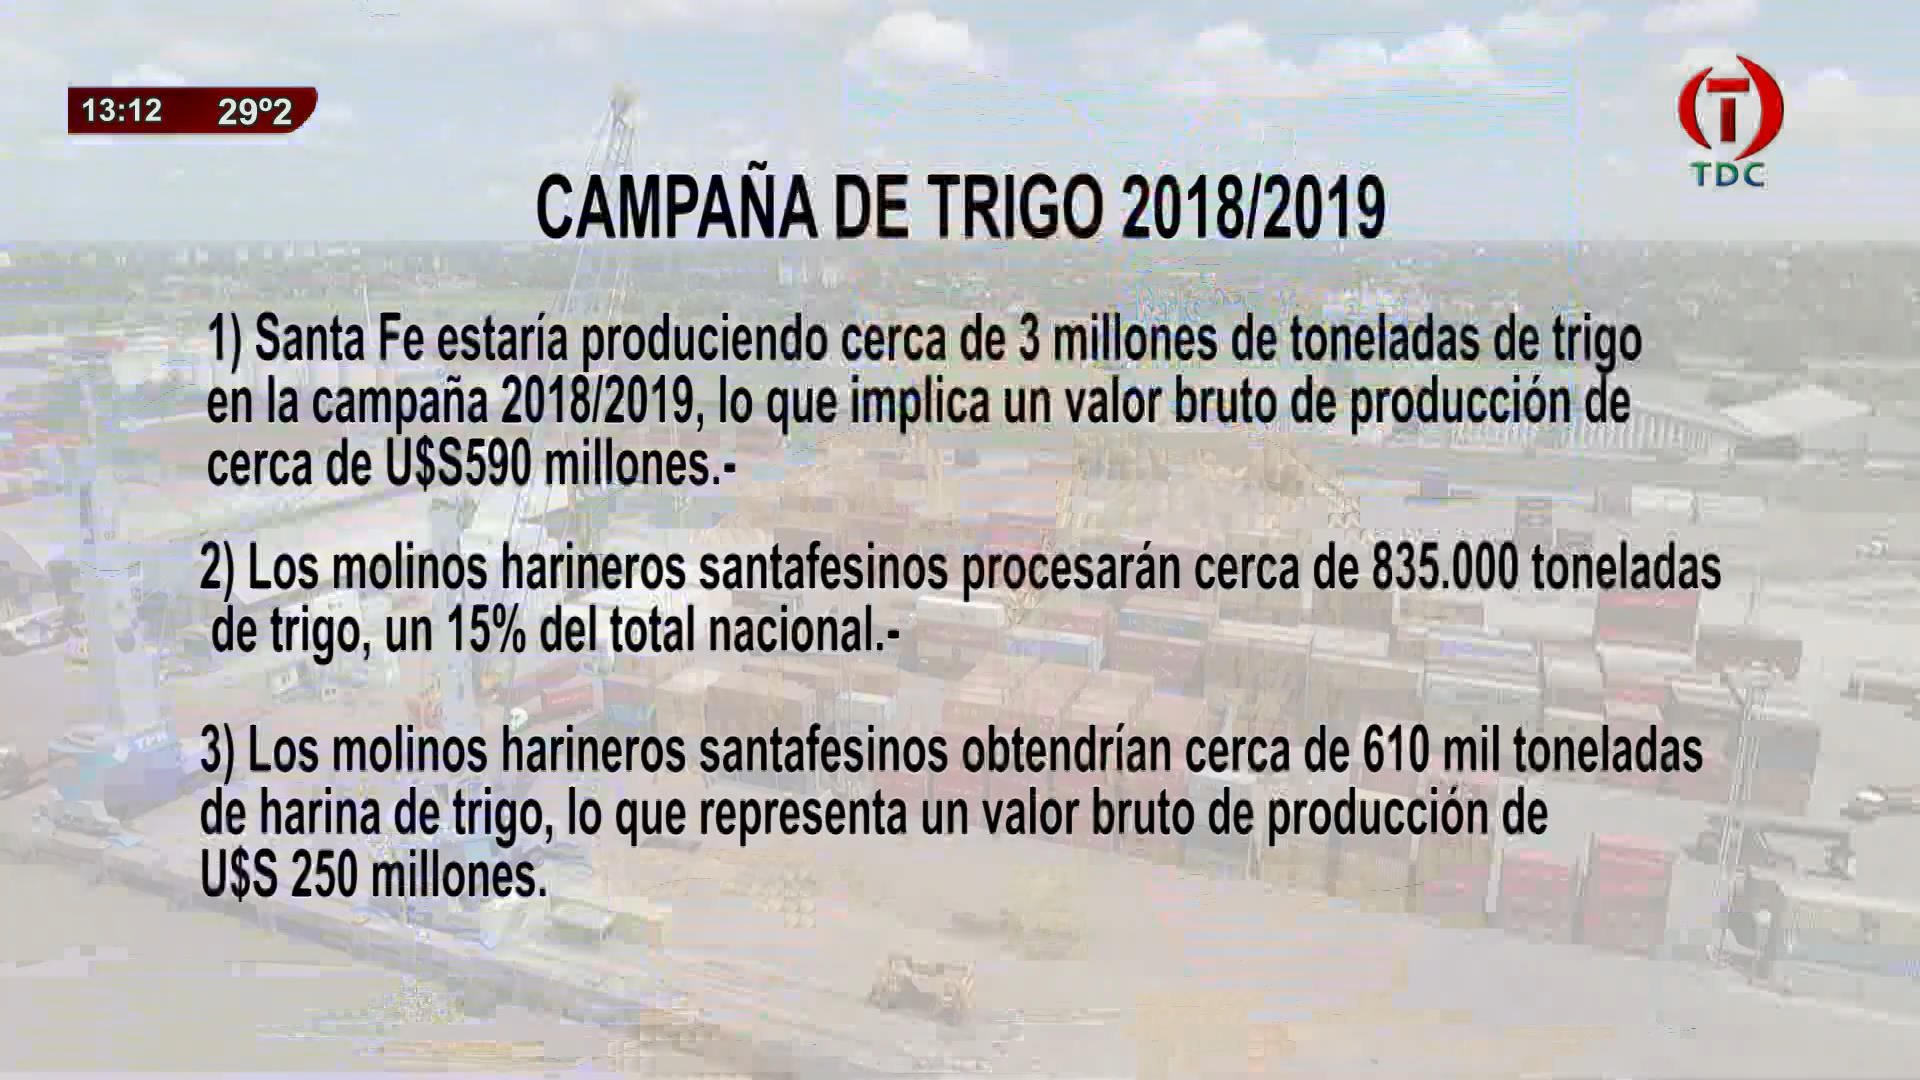 13:12 29º2
T
TDC
CAMPAÑA DE TRIGO 2018/2019
1) Santa Fe estaría produciendo cerca de 3 millones de toneladas de trigo
en la campaña 2018/2019, lo que implica un valor bruto de producción de
cerca de U$S590 millones.-
2) Los molinos harineros santafesinos procesarán cerca de 835.000 toneladas
de trigo, un 15% del total nacional.-
3) Los molinos harineros santafesinos obtendrían cerca de 610 mil toneladas
de harina de trigo, lo que representa un valor bruto de producción de
U$S 250 millones.